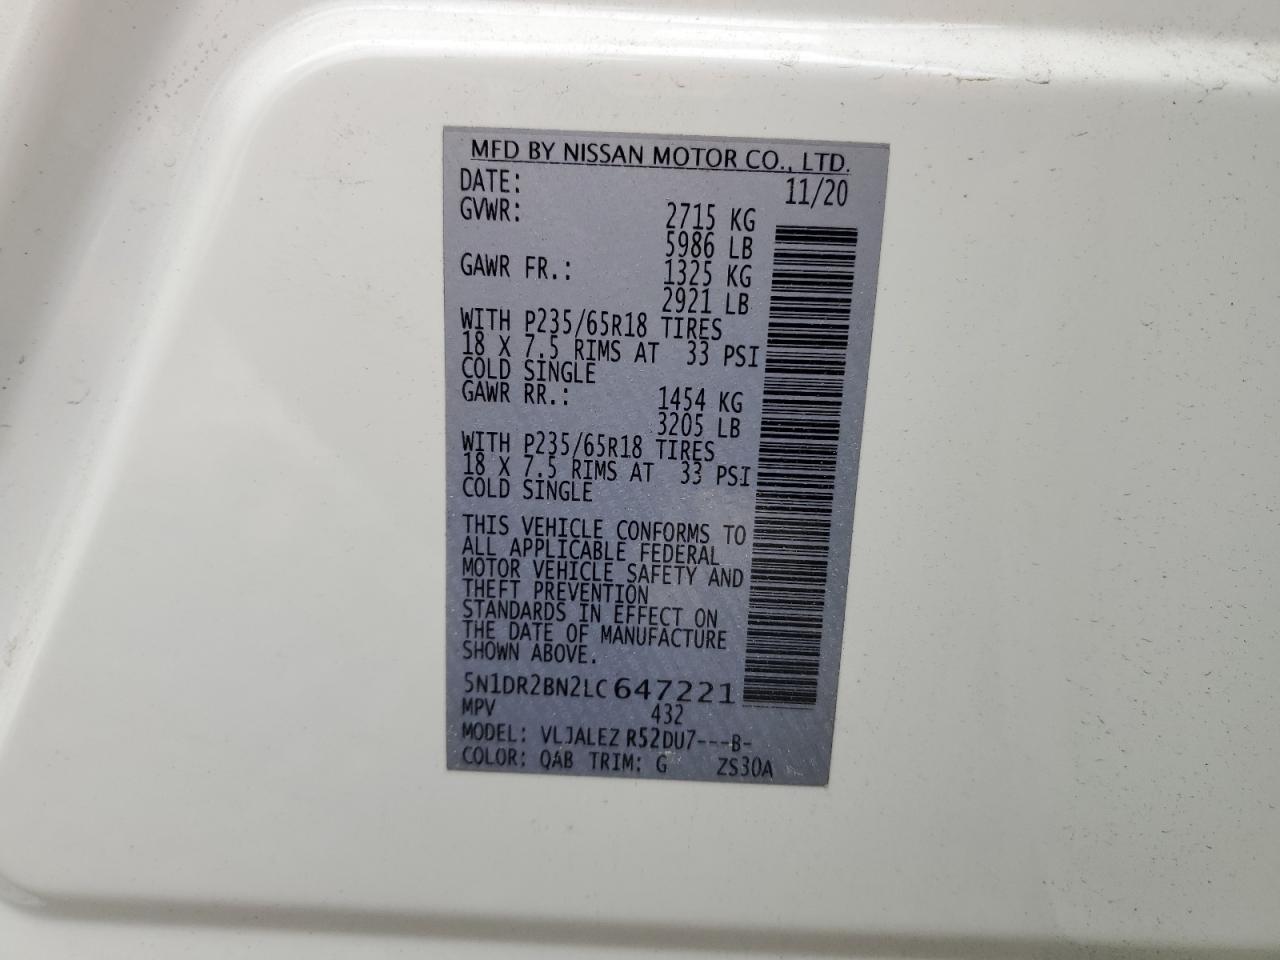 MFD BY NISSAN MOTOR CO., LTD.
DATE: 11/20
GVWR: 2715 KG
5986 LB
GAWR FR.: 1325 KG
2921 LB
WITH P235/65R18 TIRES
18 X 7.5 RIMS AT 33 PSI
COLD SINGLE
GAWR RR.: 1454 KG
3205 LB
WITH P235/65R18 TIRES
18 X 7.5 RIMS AT 33 PSI
COLD SINGLE
THIS VEHICLE CONFORMS TO
ALL APPLICABLE FEDERAL
MOTOR VEHICLE SAFETY AND
THEFT PREVENTION
STANDARDS IN EFFECT ON
THE DATE OF MANUFACTURE
SHOWN ABOVE.
5N1DR2BN2LC647221
MPV 432
MODEL: VLJALEZ R52DU7---B-
COLOR: QAB TRIM: G ZS30A